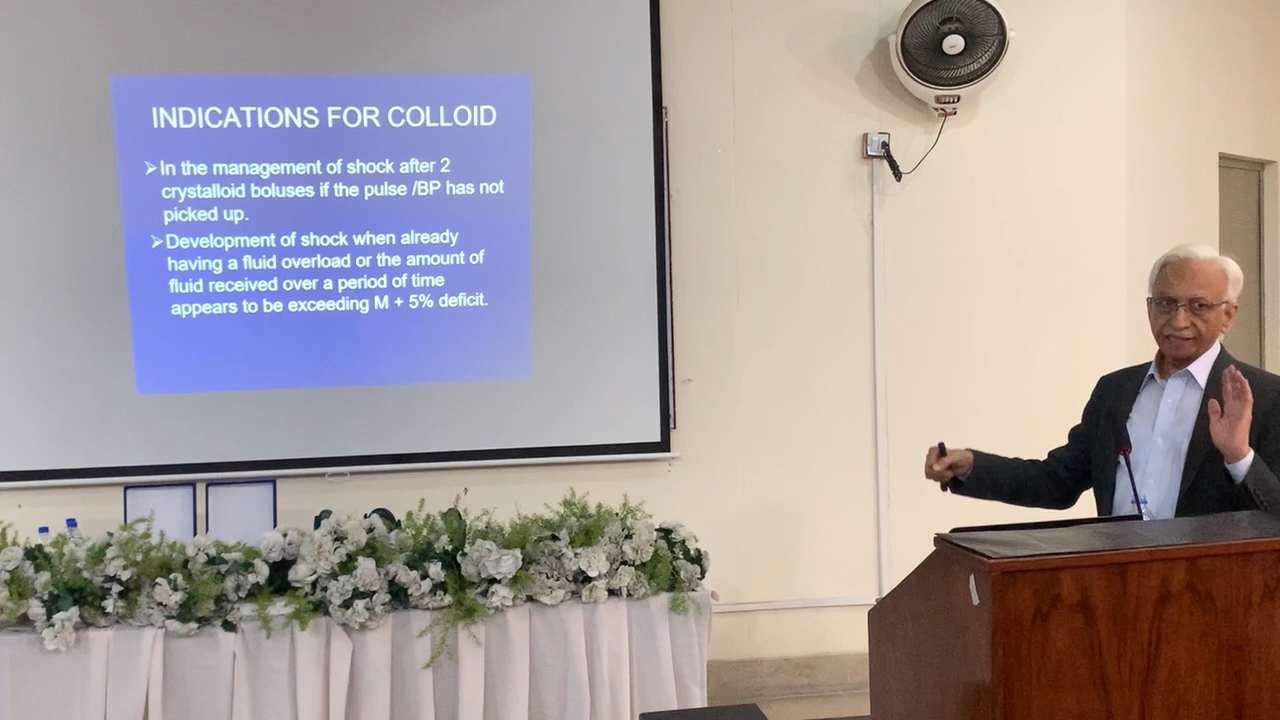 INDICATIONS FOR COLLOID
➢In the management of shock after 2
crystalloid boluses if the pulse /BP has not
picked up.
➢Development of shock when already
having a fluid overload or the amount of
fluid received over a period of time
appears to be exceeding M + 5% deficit.